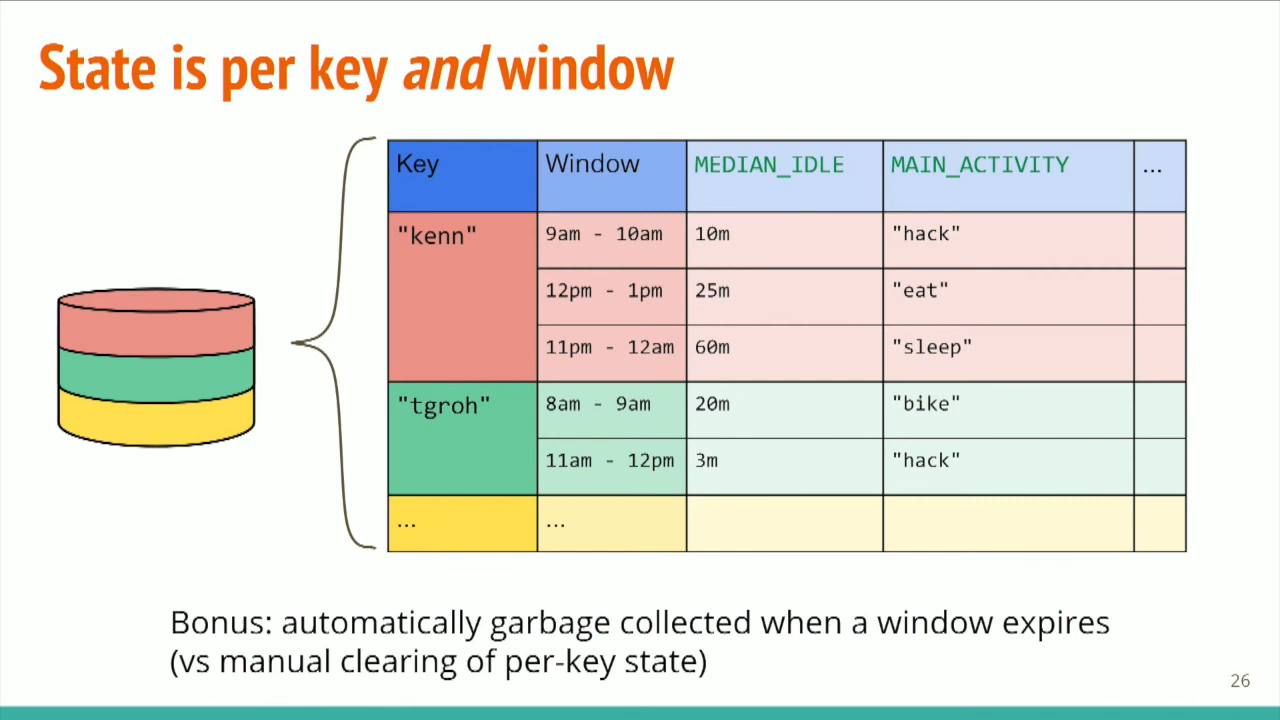 State is per key and window
Key Window MEDIAN_IDLE MAIN_ACTIVITY ...
"kenn" 9am - 10am 10m "hack"
12pm - 1pm 25m "eat"
11pm - 12am 60m "sleep"
"tgroh" 8am - 9am 20m "bike"
11am - 12pm 3m "hack"
... ...
Bonus: automatically garbage collected when a window expires
(vs manual clearing of per-key state)
26